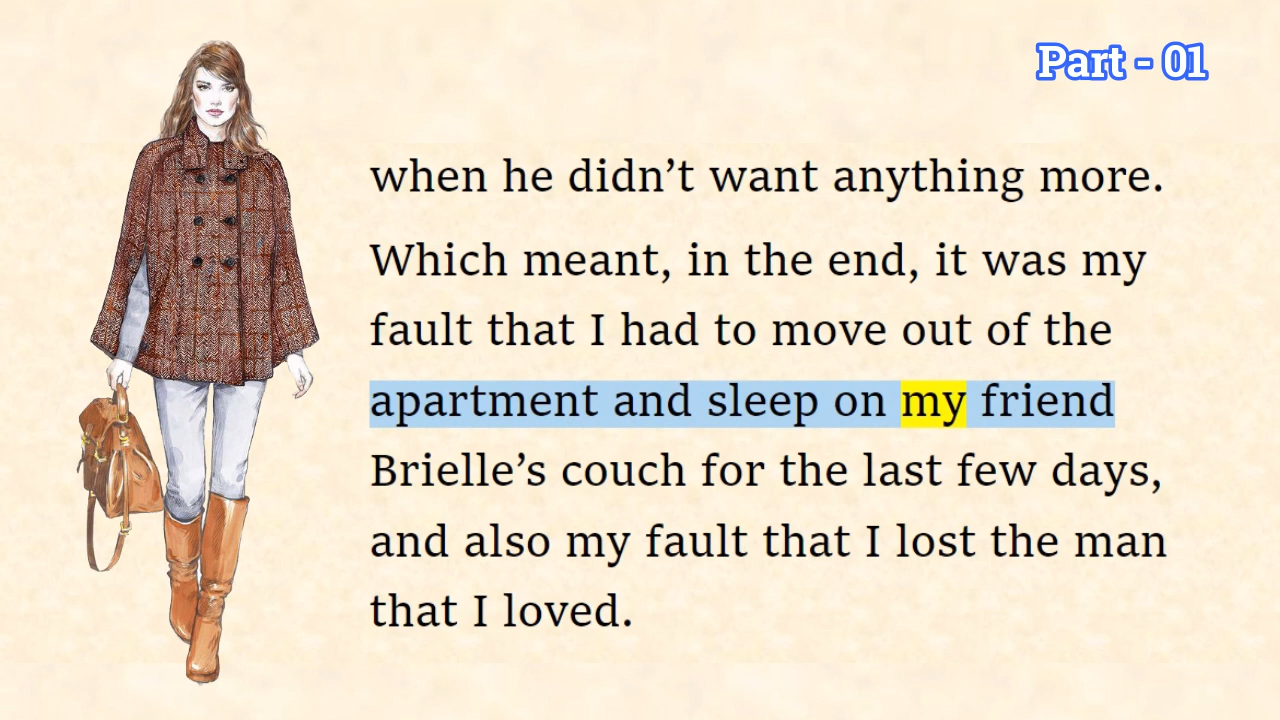 Part - 01
when he didn’t want anything more.
Which meant, in the end, it was my
fault that I had to move out of the
apartment and sleep on my friend
Brielle’s couch for the last few days,
and also my fault that I lost the man
that I loved.